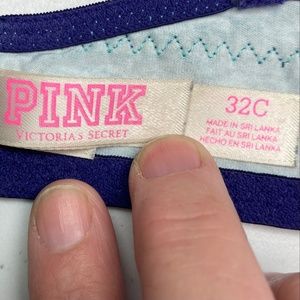 PINK
VICTORIA'S SECRET
32C
MADE IN SRI LANKA
FAIT AU SRI LANKA
HECHO EN SRI LANKA